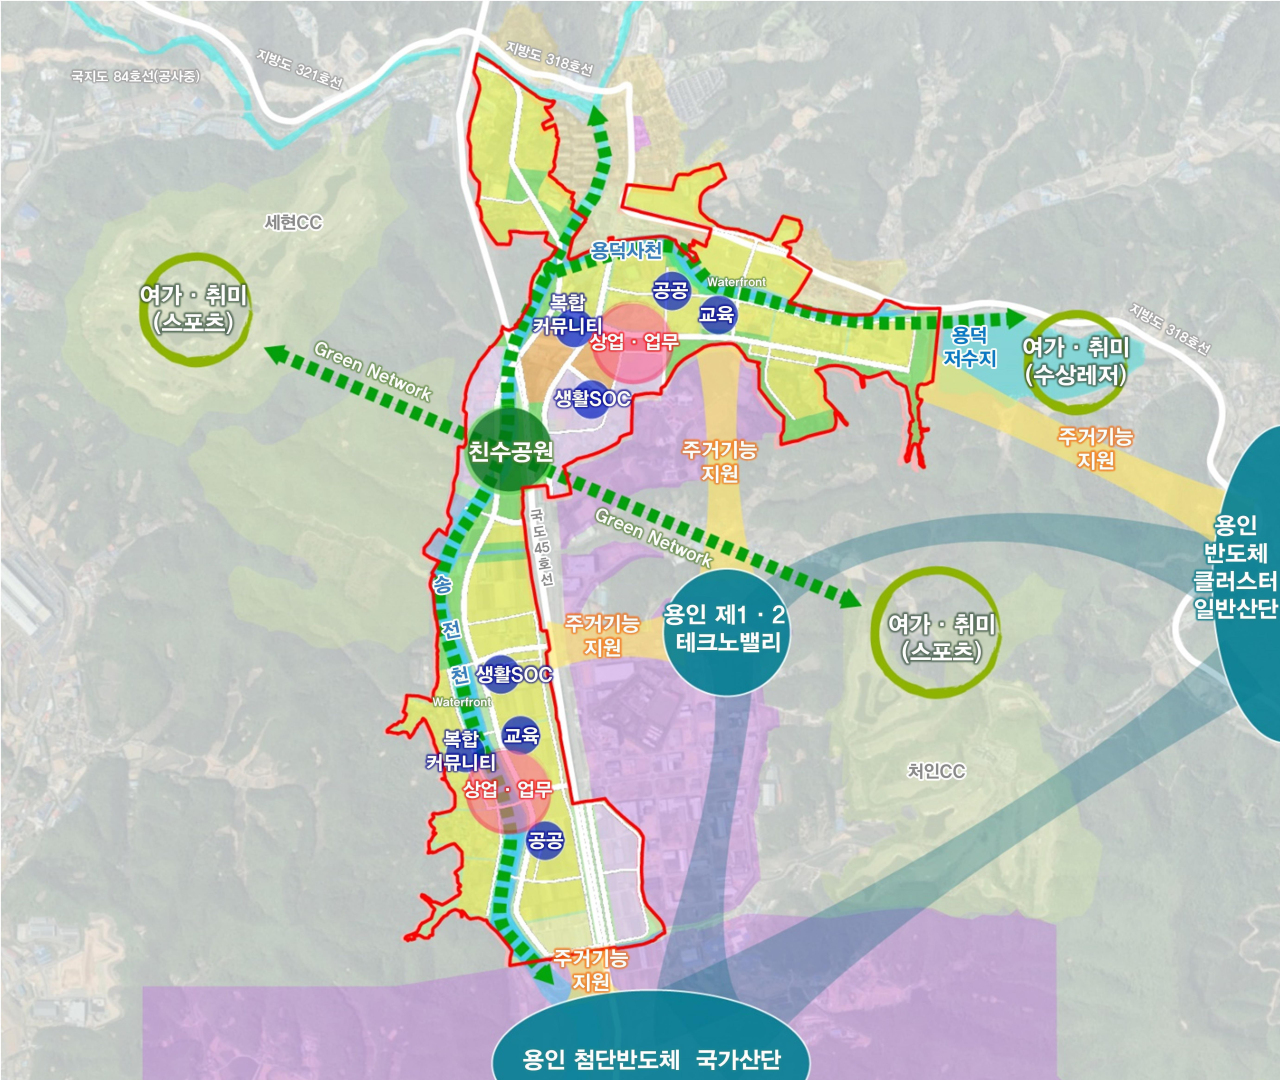 국지도 84호선(공사중)
지방도 321호선
지방도 318호선
세현CC
여가 · 취미
(스포츠)
Green Network
용덕사천
Waterfront
공공
교육
복합
커뮤니티
상업 · 업무
생활SOC
친수공원
용덕
저수지
여가 · 취미
(수상레저)
지방도 318호선
주거기능
지원
주거기능
지원
국도45호선
Green Network
용인
반도체
클러스터
일반산단
송전천
주거기능
지원
용인 제1 · 2
테크노밸리
여가 · 취미
(스포츠)
생활SOC
Waterfront
교육
복합
커뮤니티
상업 · 업무
처인CC
공공
주거기능
지원
용인 첨단반도체 국가산단